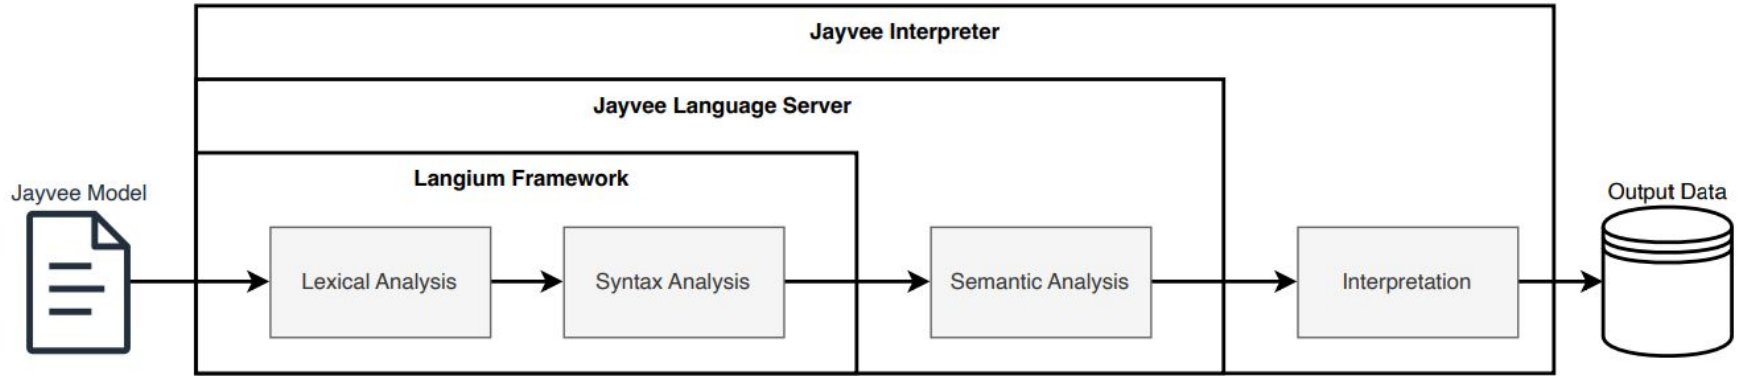 Jayvee Interpreter
Jayvee Language Server
Langium Framework
Jayvee Model
Output Data
Lexical Analysis
Syntax Analysis
Semantic Analysis
Interpretation